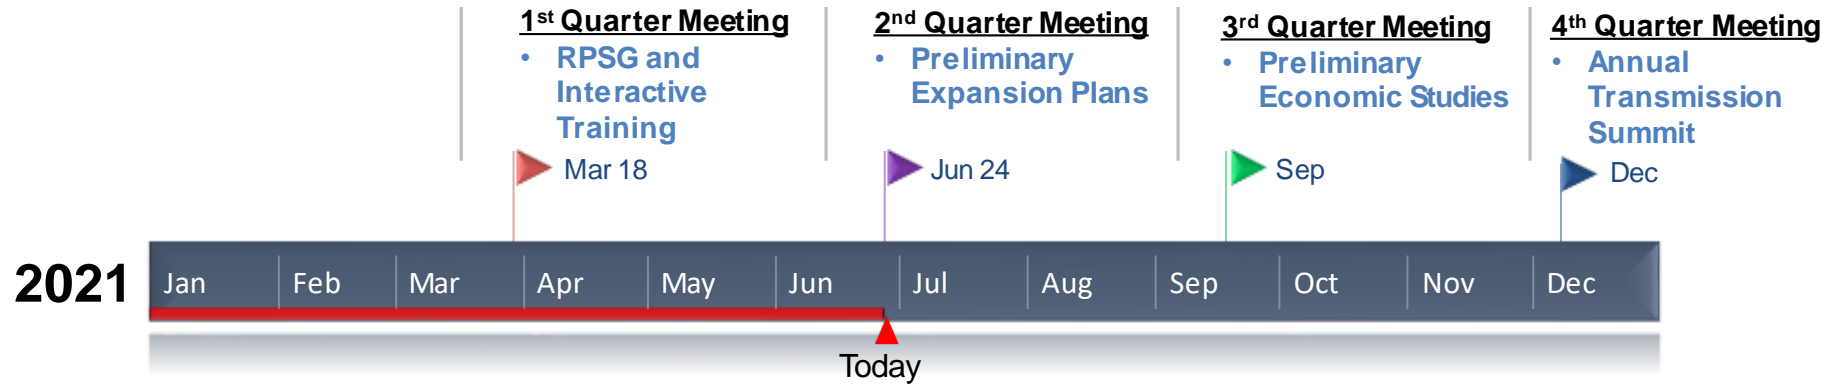 1st Quarter Meeting
• RPSG and
Interactive
Training
Mar 18
2nd Quarter Meeting
• Preliminary
Expansion Plans
Jun 24
3rd Quarter Meeting
• Preliminary
Economic Studies
Sep
4th Quarter Meeting
• Annual
Transmission
Summit
Dec
2021
Jan
Feb
Mar
Apr
May
Jun
Jul
Aug
Sep
Oct
Nov
Dec
Today